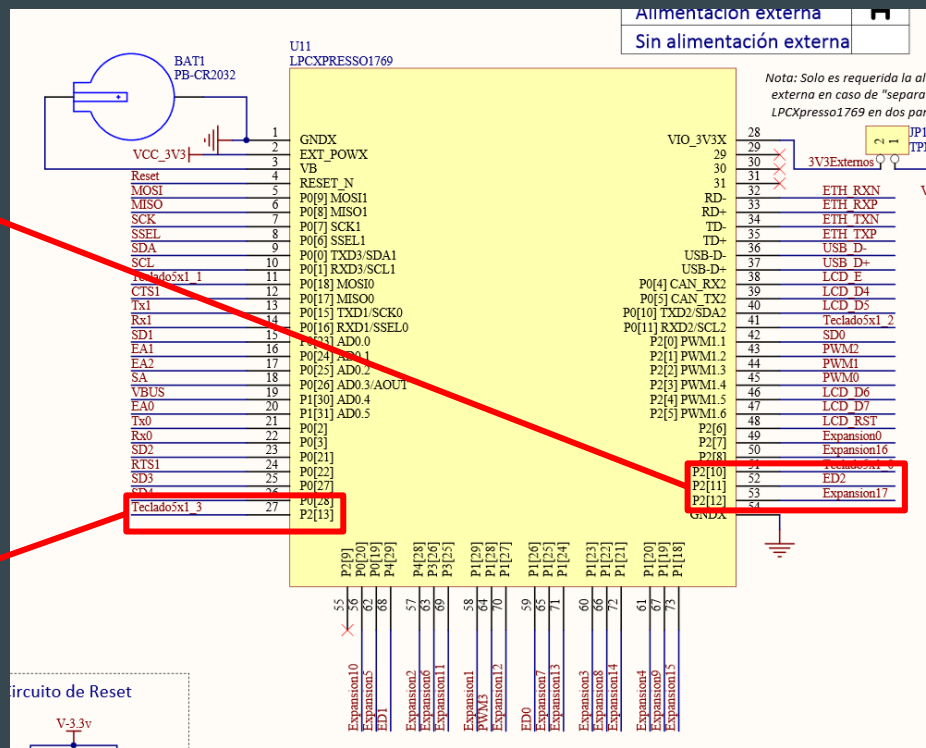 Alimentación externa
Sin alimentación externa
Nota: Solo es requerida la al
externa en caso de "separa
LPCXpresso1769 en dos par
U11
LPCXPRESSO1769
BAT1
PB-CR2032
VCC_3V3
JP1
3V3Externos
2 1
1 GNDX
2 EXT_POWX
3 VB
Reset 4 RESET_N
MOSI 5 P0[9] MOSI1
MISO 6 P0[8] MISO1
SCK 7 P0[7] SCK1
SSEL 8 P0[6] SSEL1
SDA 9 P0[0] TXD3/SDA1
SCL 10 P0[1] RXD3/SCL1
Teclado5x1_1 11 P0[18] MOSI0
CTS1 12 P0[17] MISO0
Tx1 13 P0[15] TXD1/SCK0
Rx1 14 P0[16] RXD1/SSEL0
SD1 15 P0[23] AD0.0
EA1 16 P0[24] AD0.1
EA2 17 P0[25] AD0.2
SA 18 P0[26] AD0.3/AOUT
VBUS 19 P1[30] AD0.4
EA0 20 P1[31] AD0.5
Tx0 21 P0[2]
Rx0 22 P0[3]
SD2 23 P0[21]
RTS1 24 P0[22]
SD3 25 P0[27]
SD4 26 P0[28]
Teclado5x1_3 27 P2[13]
VIO_3V3X 28
29 29
30 30
31 31
RD- 32 ETH_RXN
RD+ 33 ETH_RXP
TD- 34 ETH_TXN
TD+ 35 ETH_TXP
USB-D- 36 USB_D-
USB-D+ 37 USB_D+
P0[4] CAN_RX2 38 LCD_E
P0[5] CAN_TX2 39 LCD_D4
P0[10] TXD2/SDA2 40 LCD_D5
P0[11] RXD2/SCL2 41 Teclado5x1_2
P2[0] PWM1.1 42 SD0
P2[1] PWM1.2 43 PWM2
P2[2] PWM1.3 44 PWM1
P2[3] PWM1.4 45 PWM0
P2[4] PWM1.5 46 LCD_D6
P2[5] PWM1.6 47 LCD_D7
P2[6] 48 LCD_RST
P2[7] 49 Expansion0
P2[8] 50 Expansion16
P2[10] 51 Teclado5x1_0
P2[11] 52 ED2
P2[12] 53 Expansion17
GNDX 54
P2[9] P0[20] P0[19] P4[29] P4[28] P3[26] P3[25] P1[29] P1[28] P1[27] P1[26] P1[25] P1[24] P1[23] P1[22] P1[21] P1[20] P1[19] P1[18]
55 56 62 68 57 63 69 58 64 70 59 65 71 60 66 72 61 67 73
Expansion10 Expansion5 ED1 Expansion2 Expansion6 Expansion11 Expansion1 PWM3 Expansion12 ED0 Expansion7 Expansion13 Expansion3 Expansion8 Expansion14 Expansion4 Expansion9 Expansion15
ircuito de Reset
V-3.3v